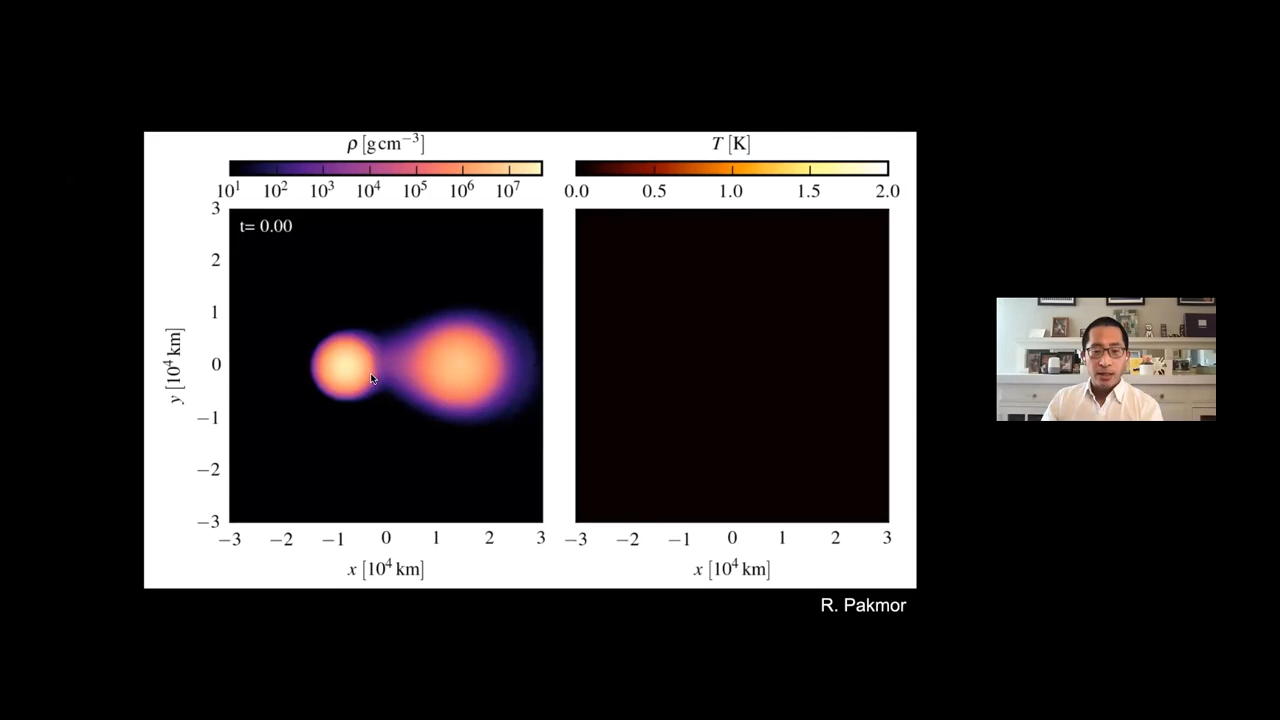 ρ [g cm⁻³]
T [K]
10¹ 10² 10³ 10⁴ 10⁵ 10⁶ 10⁷
0.0 0.5 1.0 1.5 2.0
t= 0.00
3
2
1
0
−1
−2
−3
y [10⁴ km]
−3 −2 −1 0 1 2 3
−3 −2 −1 0 1 2 3
x [10⁴ km]
x [10⁴ km]
R. Pakmor